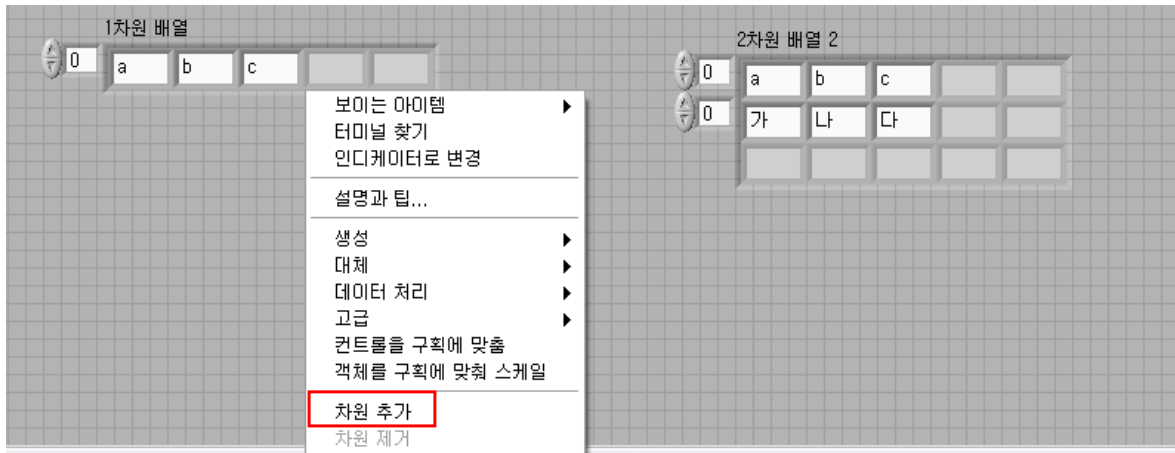 1차원 배열
0 a b c
보이는 아이템
터미널 찾기
인디케이터로 변경
설명과 팁...
생성
대체
데이터 처리
고급
컨트롤을 구획에 맞춤
객체를 구획에 맞춰 스케일
차원 추가
차원 제거
2차원 배열 2
0 a b c
0 가 나 다